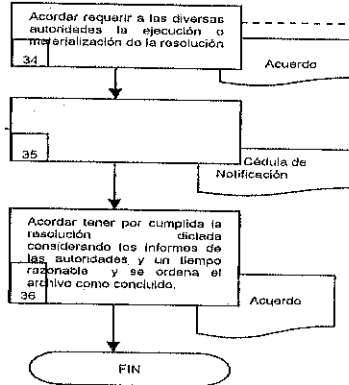 Acordar requerir a las diversas
autoridades la ejecución o
materialización de la resolución
34
Acuerdo
35
Cédula de
Notificación
Acordar tener por cumplida la
resolución dictada
considerando los informes de
las autoridades y un tiempo
razonable y se ordena el
archivo como concluido.
36
Acuerdo
FIN